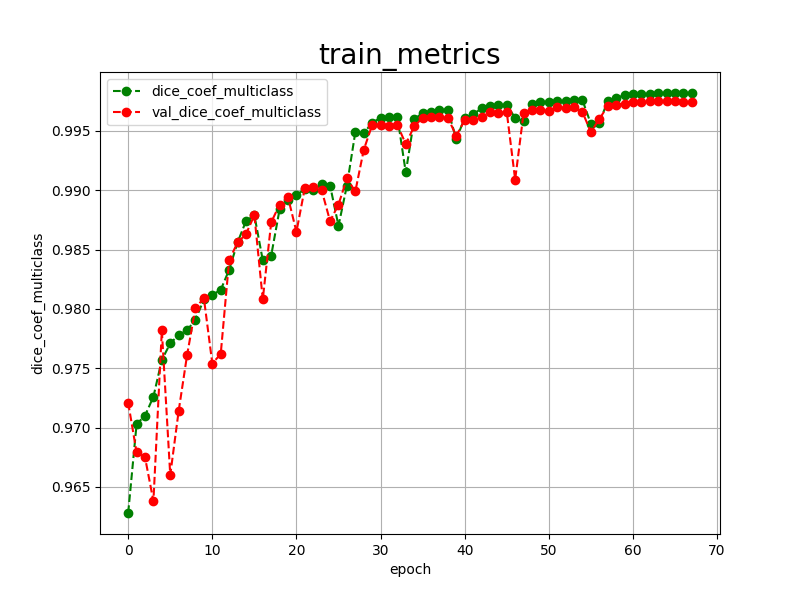 train_metrics
dice_coef_multiclass
val_dice_coef_multiclass
dice_coef_multiclass
0.995
0.990
0.985
0.980
0.975
0.970
0.965
0 10 20 30 40 50 60 70
epoch